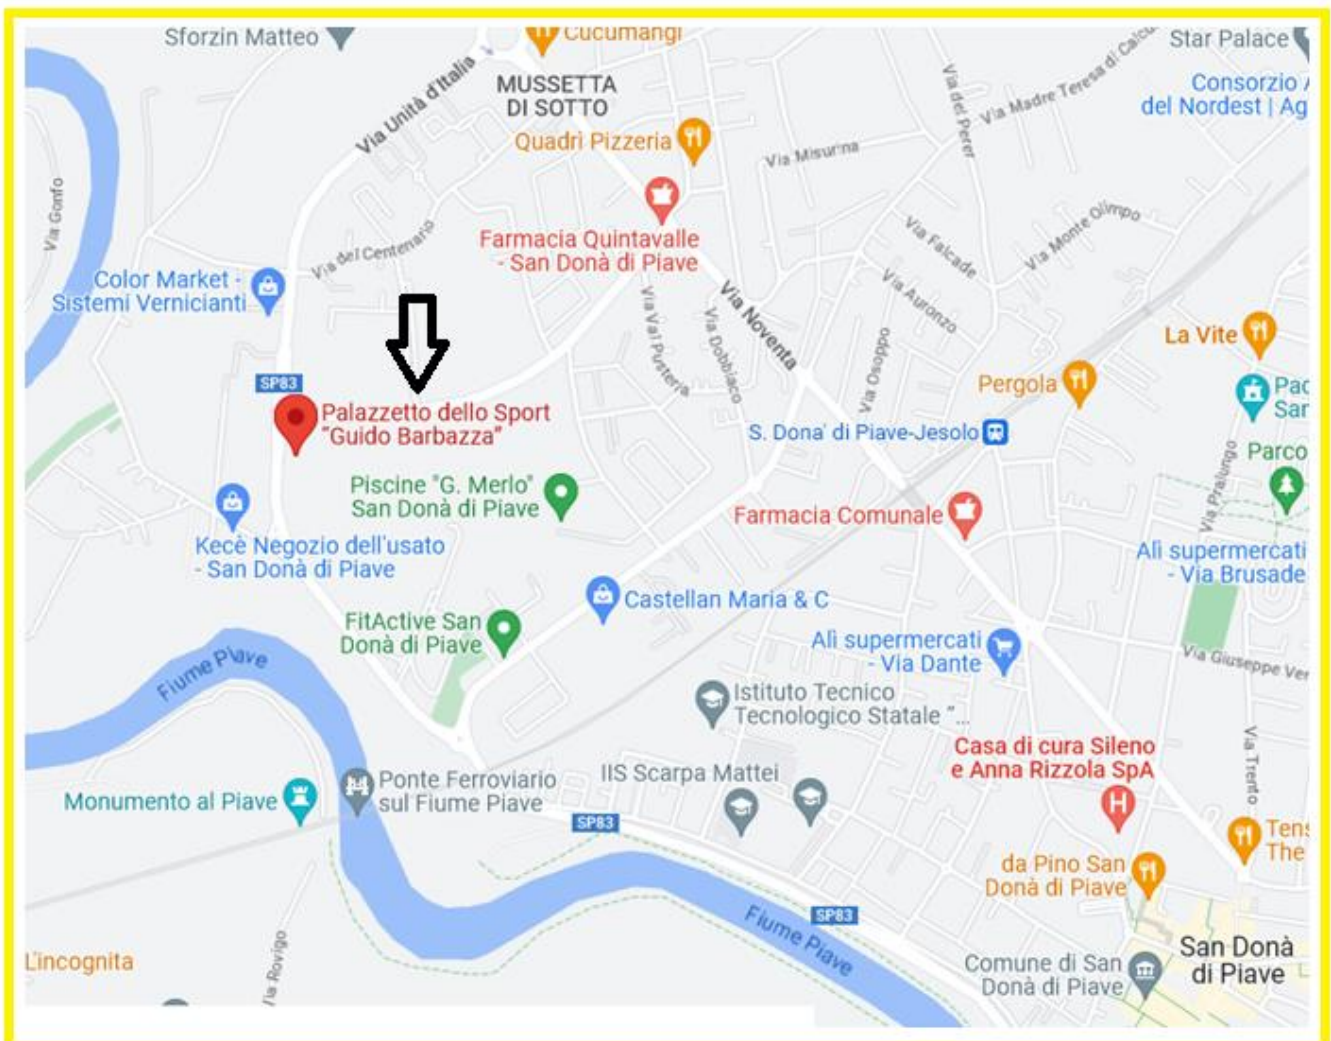 Sforzin Matteo
Cucumangi
Star Palace
MUSSETTA
DI SOTTO
Via Unità d'Italia
Consorzio
del Nordest | Ag
Via del Perer
Via Madre Teresa di Calcu
Quadrì Pizzeria
Via Misurina
Via Gonfo
Via del Centenario
Farmacia Quintavalle
- San Donà di Piave
Via Falcade
Via Monte Olimpo
Color Market -
Sistemi Vernicianti
Via Auronzo
Via Val Pusteria
Via Dobbiaco
Via Noventa
Via Osoppo
La Vite
SP83
Pergola
Palazzetto dello Sport
"Guido Barbazza"
S. Dona' di Piave-Jesolo
Parco
Via Pralungo
Piscine "G. Merlo"
San Donà di Piave
Farmacia Comunale
Kecè Negozio dell'usato
- San Donà di Piave
Alì supermercati
- Via Brusade
Castellan Maria & C
FitActive San
Donà di Piave
Alì supermercati
- Via Dante
Via Giuseppe Ver
Fiume Piave
Istituto Tecnico
Tecnologico Statale "...
Casa di cura Sileno
e Anna Rizzola SpA
Via Trento
IIS Scarpa Mattei
Ponte Ferroviario
sul Fiume Piave
Monumento al Piave
SP83
Tens
The
da Pino San
Donà di Piave
SP83
Fiume Piave
San Donà
di Piave
L'incognita
Via Rovigo
Comune di San
Donà di Piave